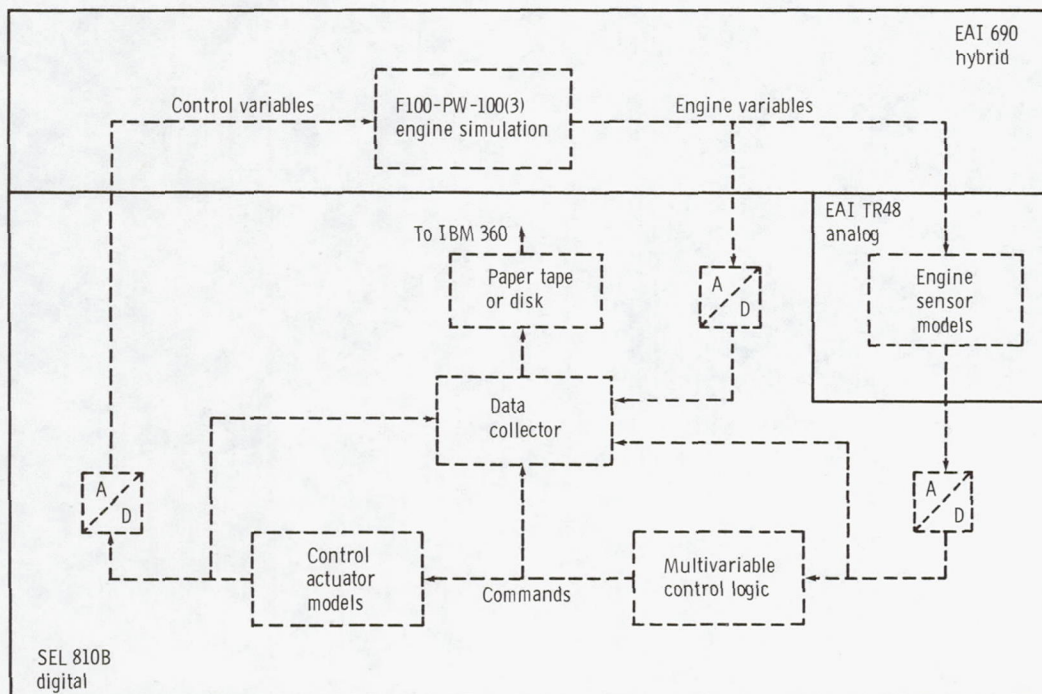 EAI 690
hybrid
Control variables
F100-PW-100(3)
engine simulation
Engine variables
EAI TR48
analog
To IBM 360
Paper tape
or disk
A
D
Engine
sensor
models
Data
collector
A
D
A
D
Control
actuator
models
Commands
Multivariable
control logic
SEL 810B
digital